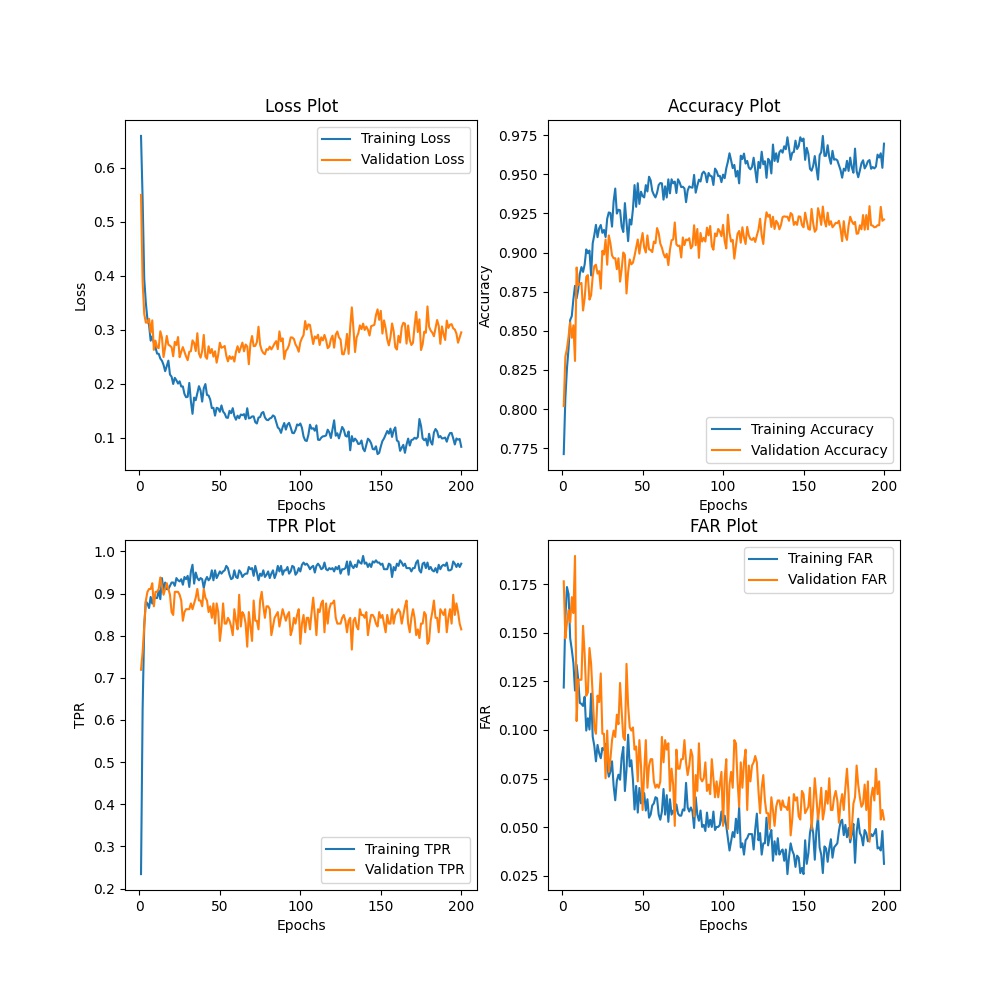 Loss Plot
Loss
0.6
0.5
0.4
0.3
0.2
0.1
0
50
100
150
200
Epochs
Training Loss
Validation Loss
Accuracy Plot
Accuracy
0.975
0.950
0.925
0.900
0.875
0.850
0.825
0.800
0.775
0
50
100
150
200
Epochs
Training Accuracy
Validation Accuracy
TPR Plot
TPR
1.0
0.9
0.8
0.7
0.6
0.5
0.4
0.3
0.2
0
50
100
150
200
Epochs
Training TPR
Validation TPR
FAR Plot
FAR
0.175
0.150
0.125
0.100
0.075
0.050
0.025
0
50
100
150
200
Epochs
Training FAR
Validation FAR